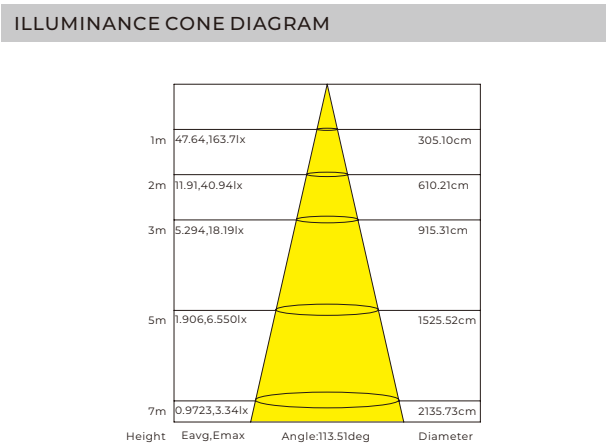 ILLUMINANCE CONE DIAGRAM
1m 47.64,163.7lx 305.10cm
2m 11.91,40.94lx 610.21cm
3m 5.294,18.19lx 915.31cm
5m 1.906,6.550lx 1525.52cm
7m 0.9723,3.34lx 2135.73cm
Height Eavg,Emax Angle:113.51deg Diameter